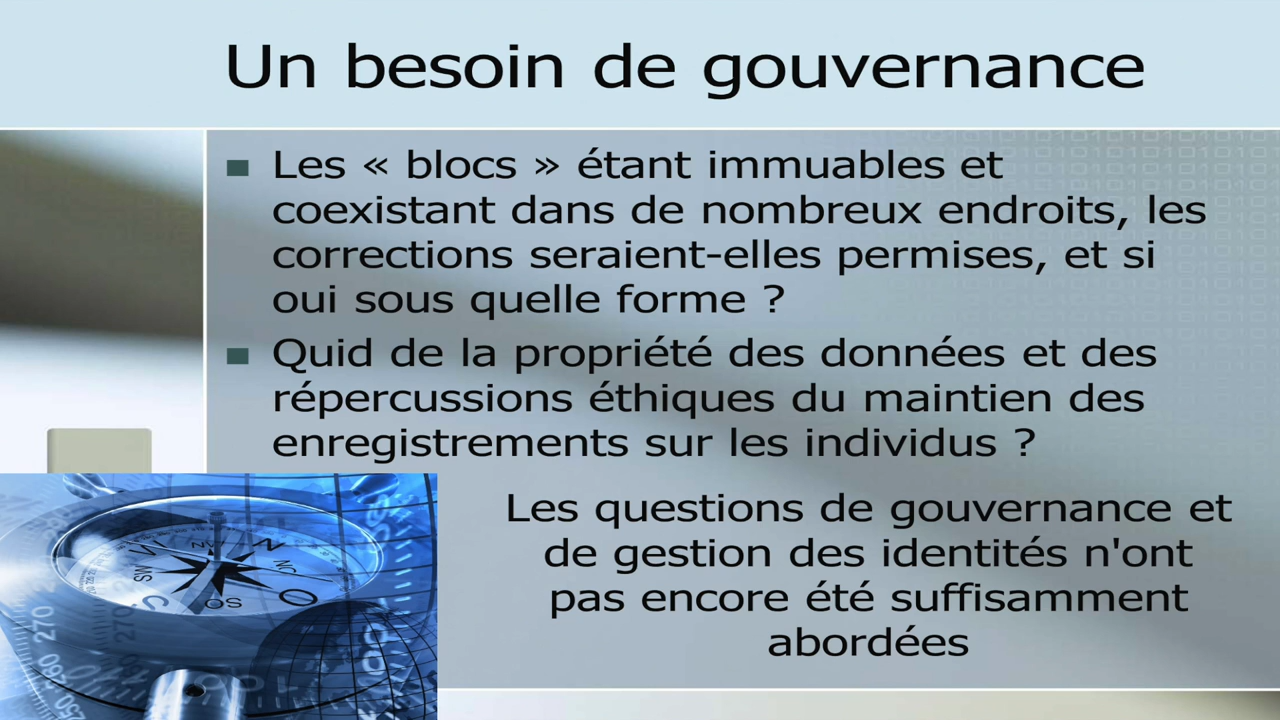 Un besoin de gouvernance
Les « blocs » étant immuables et
coexistant dans de nombreux endroits, les
corrections seraient-elles permises, et si
oui sous quelle forme ?
Quid de la propriété des données et des
répercussions éthiques du maintien des
enregistrements sur les individus ?
Les questions de gouvernance et
de gestion des identités n'ont
pas encore été suffisamment
abordées